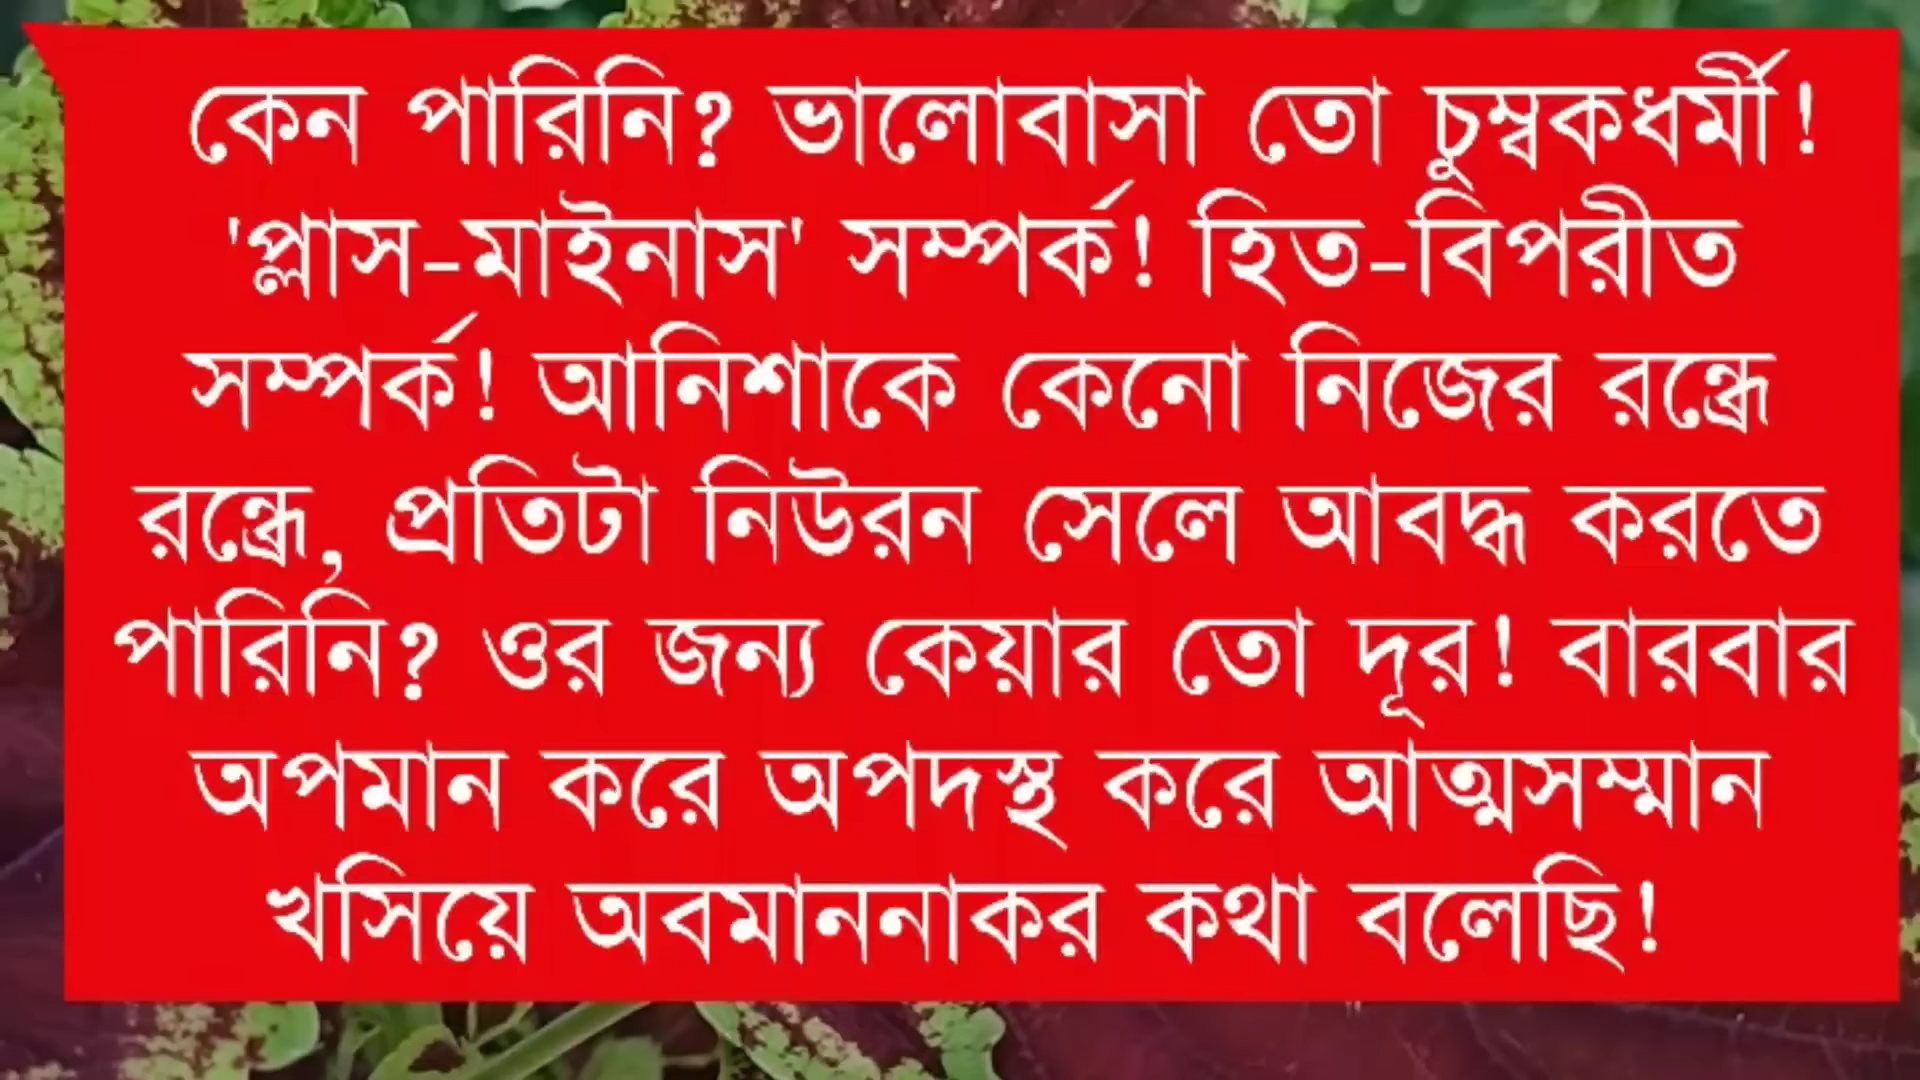 কেন পারিনি? ভালোবাসা তো চুম্বকধর্মী!
'প্লাস-মাইনাস' সম্পর্ক! হিত-বিপরীত
সম্পর্ক! আনিশাকে কেনো নিজের রন্ধ্রে
রন্ধ্রে, প্রতিটা নিউরন সেলে আবদ্ধ করতে
পারিনি? ওর জন্য কেয়ার তো দূর! বারবার
অপমান করে অপদস্থ করে আত্মসম্মান
খসিয়ে অবমাননাকর কথা বলেছি!